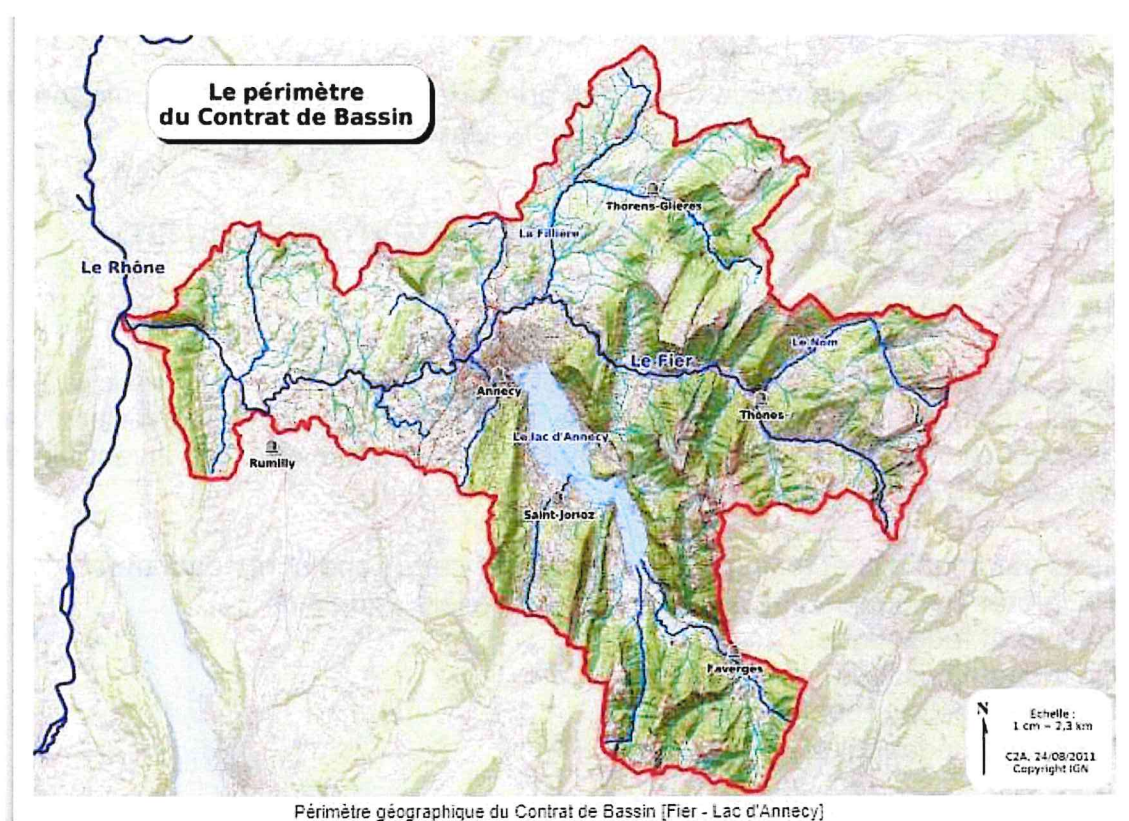 Le périmètre
du Contrat de Bassin
Thorens-Glières
La Fillière
Le Rhône
Le Nom
Le Fier
Annecy
Thônes
Le lac d'Annecy
Rumilly
Saint-Jorioz
Faverges
N
Echelle :
1 cm = 2,3 km
C2A, 24/08/2011
Copyright IGN
Périmètre géographique du Contrat de Bassin [Fier - Lac d'Annecy]